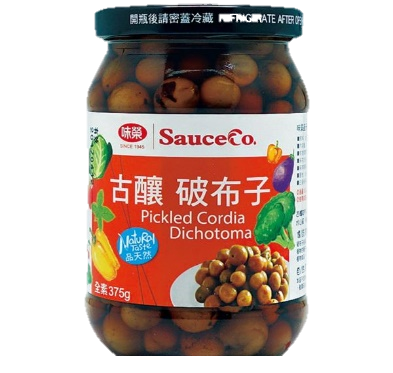 開瓶後請密蓋冷藏 REFRIGERATE AFTER OPE
味榮
SINCE 1945
SauceCo.
古釀 破布子
Pickled Cordia
Dichotoma
Natural
Taste
品天然
全素375g